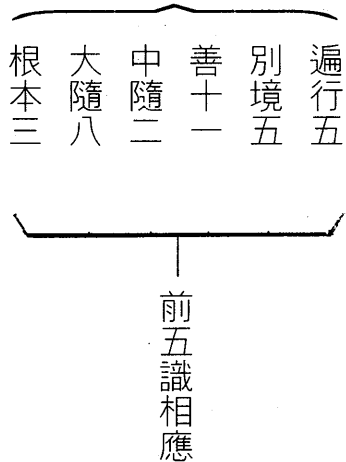 遍行五
別境五
善十一
中隨二
大隨八
根本三
前五識相應